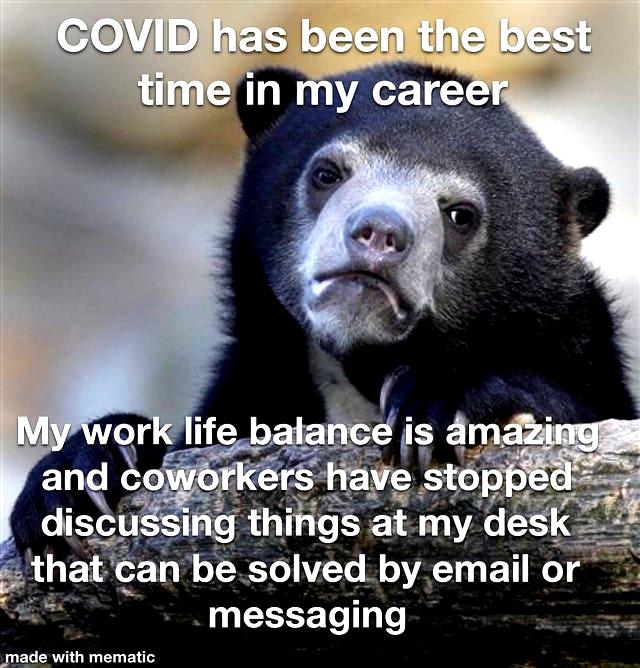 COVID has been the best
time in my career
My work life balance is amazing
and coworkers have stopped
discussing things at my desk
that can be solved by email or
messaging
made with mematic